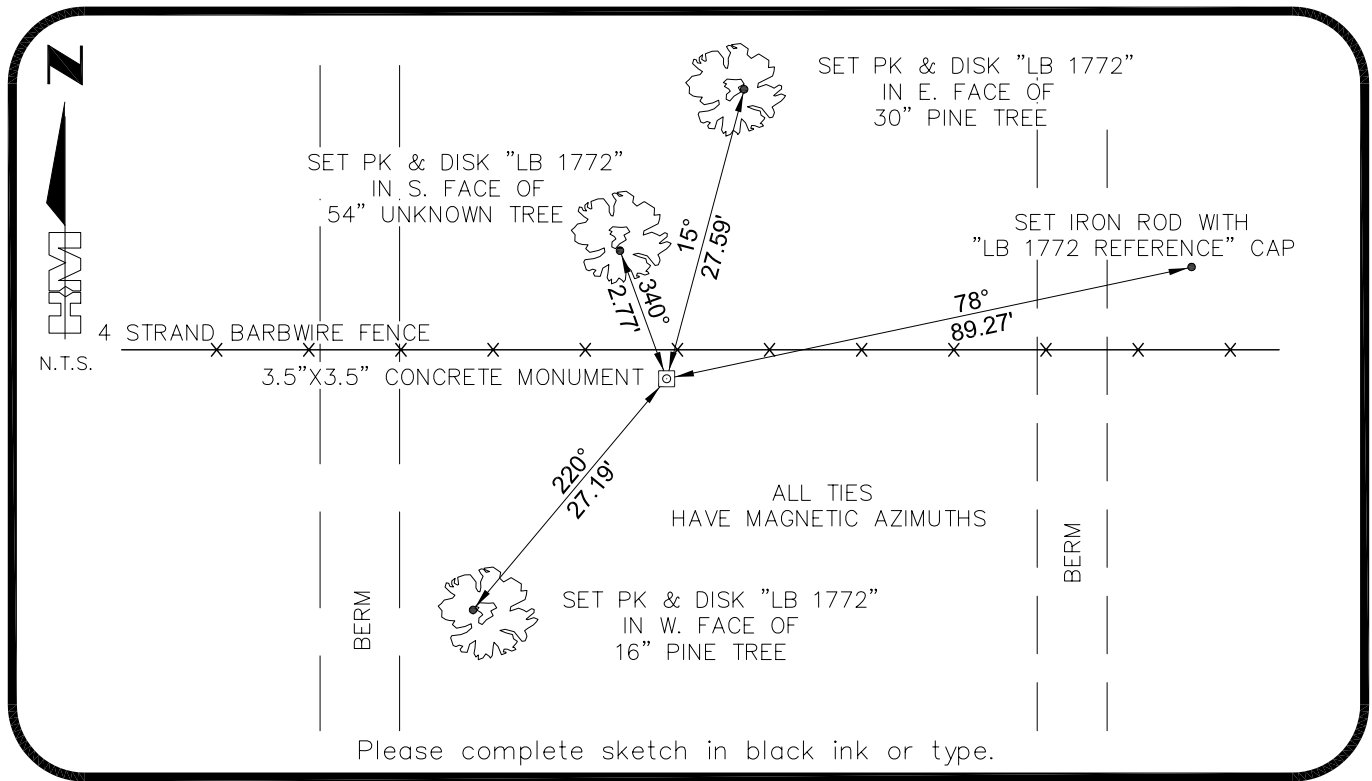 N
HM
N.T.S.
SET PK & DISK "LB 1772"
IN E. FACE OF
30" PINE TREE
SET PK & DISK "LB 1772"
IN S. FACE OF
54" UNKNOWN TREE
SET IRON ROD WITH
"LB 1772 REFERENCE" CAP
15°
27.59'
340°
2.77'
78°
89.27'
4 STRAND BARBWIRE FENCE
3.5"X3.5" CONCRETE MONUMENT
220°
27.19'
ALL TIES
HAVE MAGNETIC AZIMUTHS
BERM
BERM
SET PK & DISK "LB 1772"
IN W. FACE OF
16" PINE TREE
Please complete sketch in black ink or type.